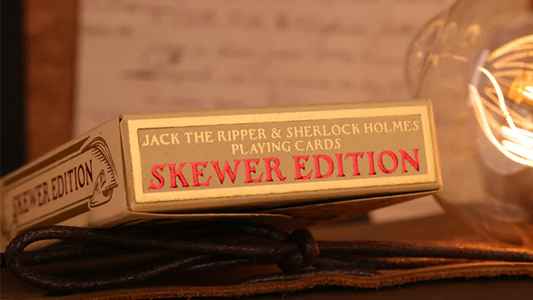 JACK THE RIPPER & SHERLOCK HOLMES
PLAYING CARDS
SKEWER EDITION
SKEWER EDITION